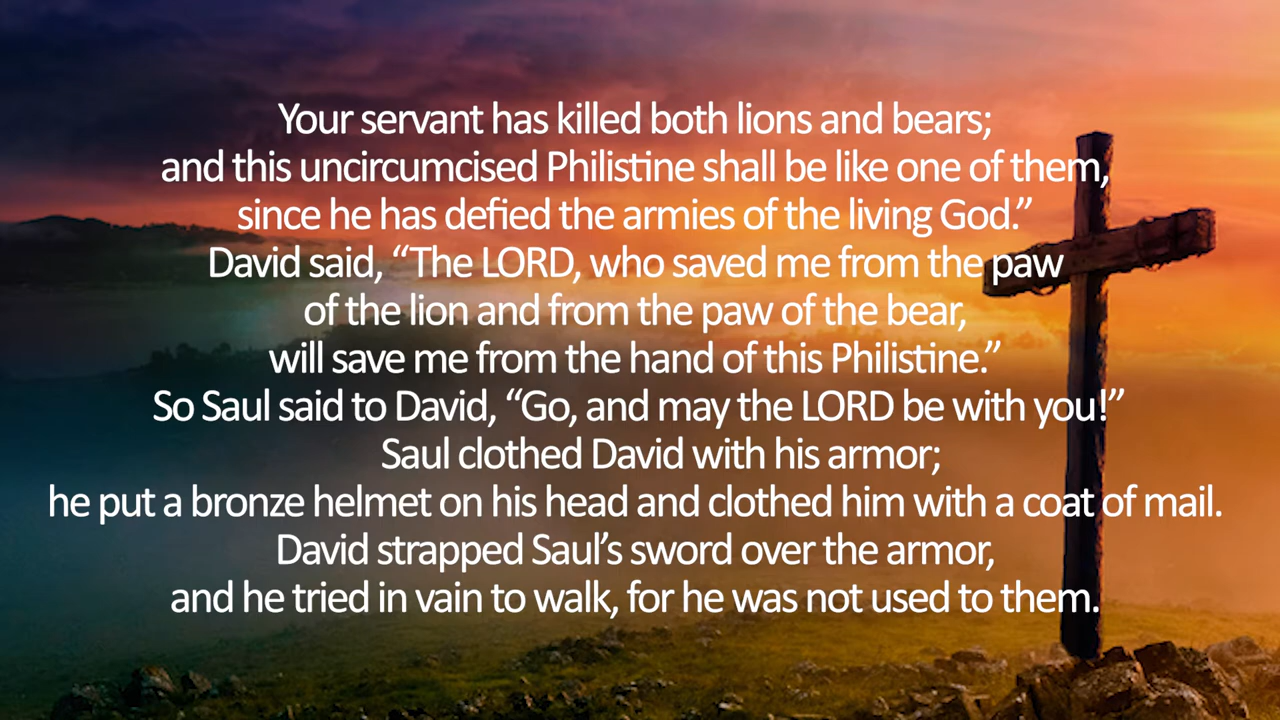 Your servant has killed both lions and bears;
and this uncircumcised Philistine shall be like one of them,
since he has defied the armies of the living God.”
David said, “The LORD, who saved me from the paw
of the lion and from the paw of the bear,
will save me from the hand of this Philistine.”
So Saul said to David, “Go, and may the LORD be with you!”
Saul clothed David with his armor;
he put a bronze helmet on his head and clothed him with a coat of mail.
David strapped Saul’s sword over the armor,
and he tried in vain to walk, for he was not used to them.